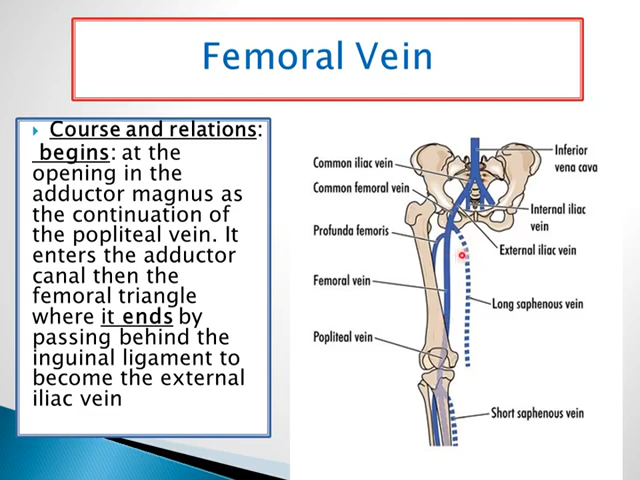 Femoral Vein
Course and relations:
begins: at the
opening in the
adductor magnus as
the continuation of
the popliteal vein. It
enters the adductor
canal then the
femoral triangle
where it ends by
passing behind the
inguinal ligament to
become the external
iliac vein
Common iliac vein
Common femoral vein
Profunda femoris
Femoral vein
Popliteal vein
Inferior
vena cava
Internal iliac
vein
External iliac vein
Long saphenous vein
Short saphenous vein